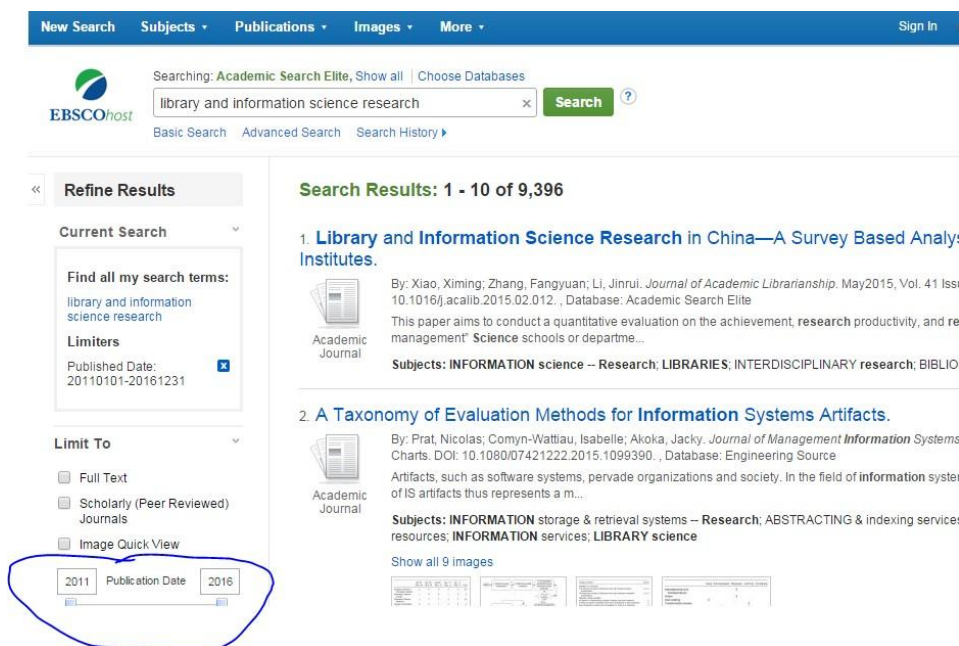 New Search Subjects Publications Images More Sign In
Searching: Academic Search Elite, Show all | Choose Databases
library and information science research × Search ?
EBSCOhost
Basic Search Advanced Search Search History
« Refine Results
Search Results: 1 - 10 of 9,396
Current Search
Find all my search terms:
library and information
science research
Limiters
Published Date:
20110101-20161231
Limit To
Full Text
Scholarly (Peer Reviewed)
Journals
Image Quick View
2011 Publication Date 2016
1. Library and Information Science Research in China—A Survey Based Analys
Institutes.
By: Xiao, Ximing; Zhang, Fangyuan; Li, Jinrui. Journal of Academic Librarianship. May2015, Vol. 41 Iss
10.1016/j.acalib.2015.02.012. , Database: Academic Search Elite
Academic
Journal
This paper aims to conduct a quantitative evaluation on the achievement, research productivity, and re
management" Science schools or departme...
Subjects: INFORMATION science -- Research; LIBRARIES; INTERDISCIPLINARY research; BIBLIO
2. A Taxonomy of Evaluation Methods for Information Systems Artifacts.
By: Prat, Nicolas; Comyn-Wattiau, Isabelle; Akoka, Jacky. Journal of Management Information Systems
Charts. DOI: 10.1080/07421222.2015.1099390. , Database: Engineering Source
Academic
Journal
Artifacts, such as software systems, pervade organizations and society. In the field of information syste
of IS artifacts thus represents a m...
Subjects: INFORMATION storage & retrieval systems -- Research; ABSTRACTING & indexing services
resources; INFORMATION services; LIBRARY science
Show all 9 images